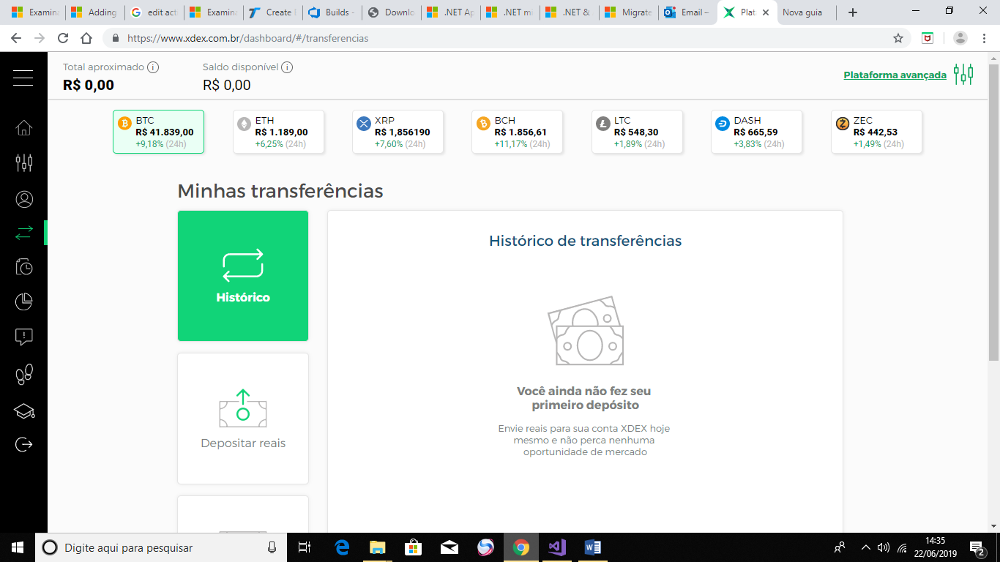 Examina
Adding
edit act
Examina
Create
Builds -
Downlo
.NET Ap
.NET m
.NET &
Migrate
Email –
Plat
Nova guia
https://www.xdex.com.br/dashboard/#/transferencias
Total aproximado
Saldo disponível
R$ 0,00
R$ 0,00
Plataforma avançada
BTC
R$ 41.839,00
+9,18% (24h)
ETH
R$ 1.189,00
+6,25% (24h)
XRP
R$ 1,856190
+7,60% (24h)
BCH
R$ 1.856,61
+11,17% (24h)
LTC
R$ 548,30
+1,89% (24h)
DASH
R$ 665,59
+3,83% (24h)
ZEC
R$ 442,53
+1,49% (24h)
Minhas transferências
Histórico
Depositar reais
Histórico de transferências
Você ainda não fez seu
primeiro depósito
Envie reais para sua conta XDEX hoje
mesmo e não perca nenhuma
oportunidade de mercado
Digite aqui para pesquisar
14:35
22/06/2019
2